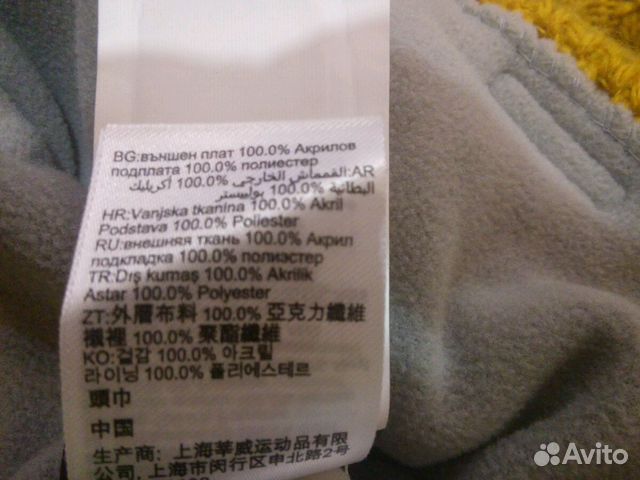 BG:външен плат 100.0% Акрилов
подплата 100.0% полиестер
AR:القماش الخارجي 100.0% أكريليك
البطانية 100.0% بوليستر
HR:Vanjska tkanina 100.0% Akril
Podstava 100.0% Poliester
RU:внешняя ткань 100.0% Акрил
подкладка 100.0% полиэстер
TR:Dış kumaş 100.0% Akrilik
Astar 100.0% Polyester
ZT:外層布料 100.0% 亞克力纖維
襯裡 100.0% 聚酯纖維
KO:겉감 100.0% 아크릴
라이닝 100.0% 폴리에스테르
頭巾
中国
生产商: 上海莘威运动品有限
公司, 上海市闵行区申北路2号
Avito